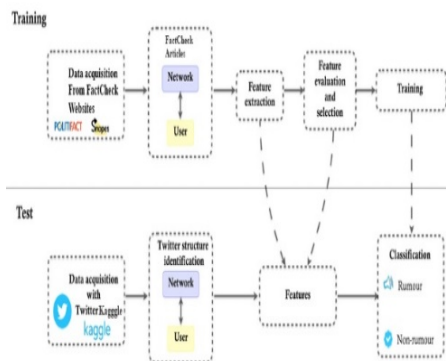 Training
Data acquisition
From FactCheck
Websites
POLITIFACT Snopes
FactCheck
Articles
Network
User
Feature
extraction
Feature
evaluation
and
selection
Training
Test
Data acquisition
with
TwitterKaggle
kaggle
Twitter structure
identification
Network
User
Features
Classification
Rumour
Non-rumour